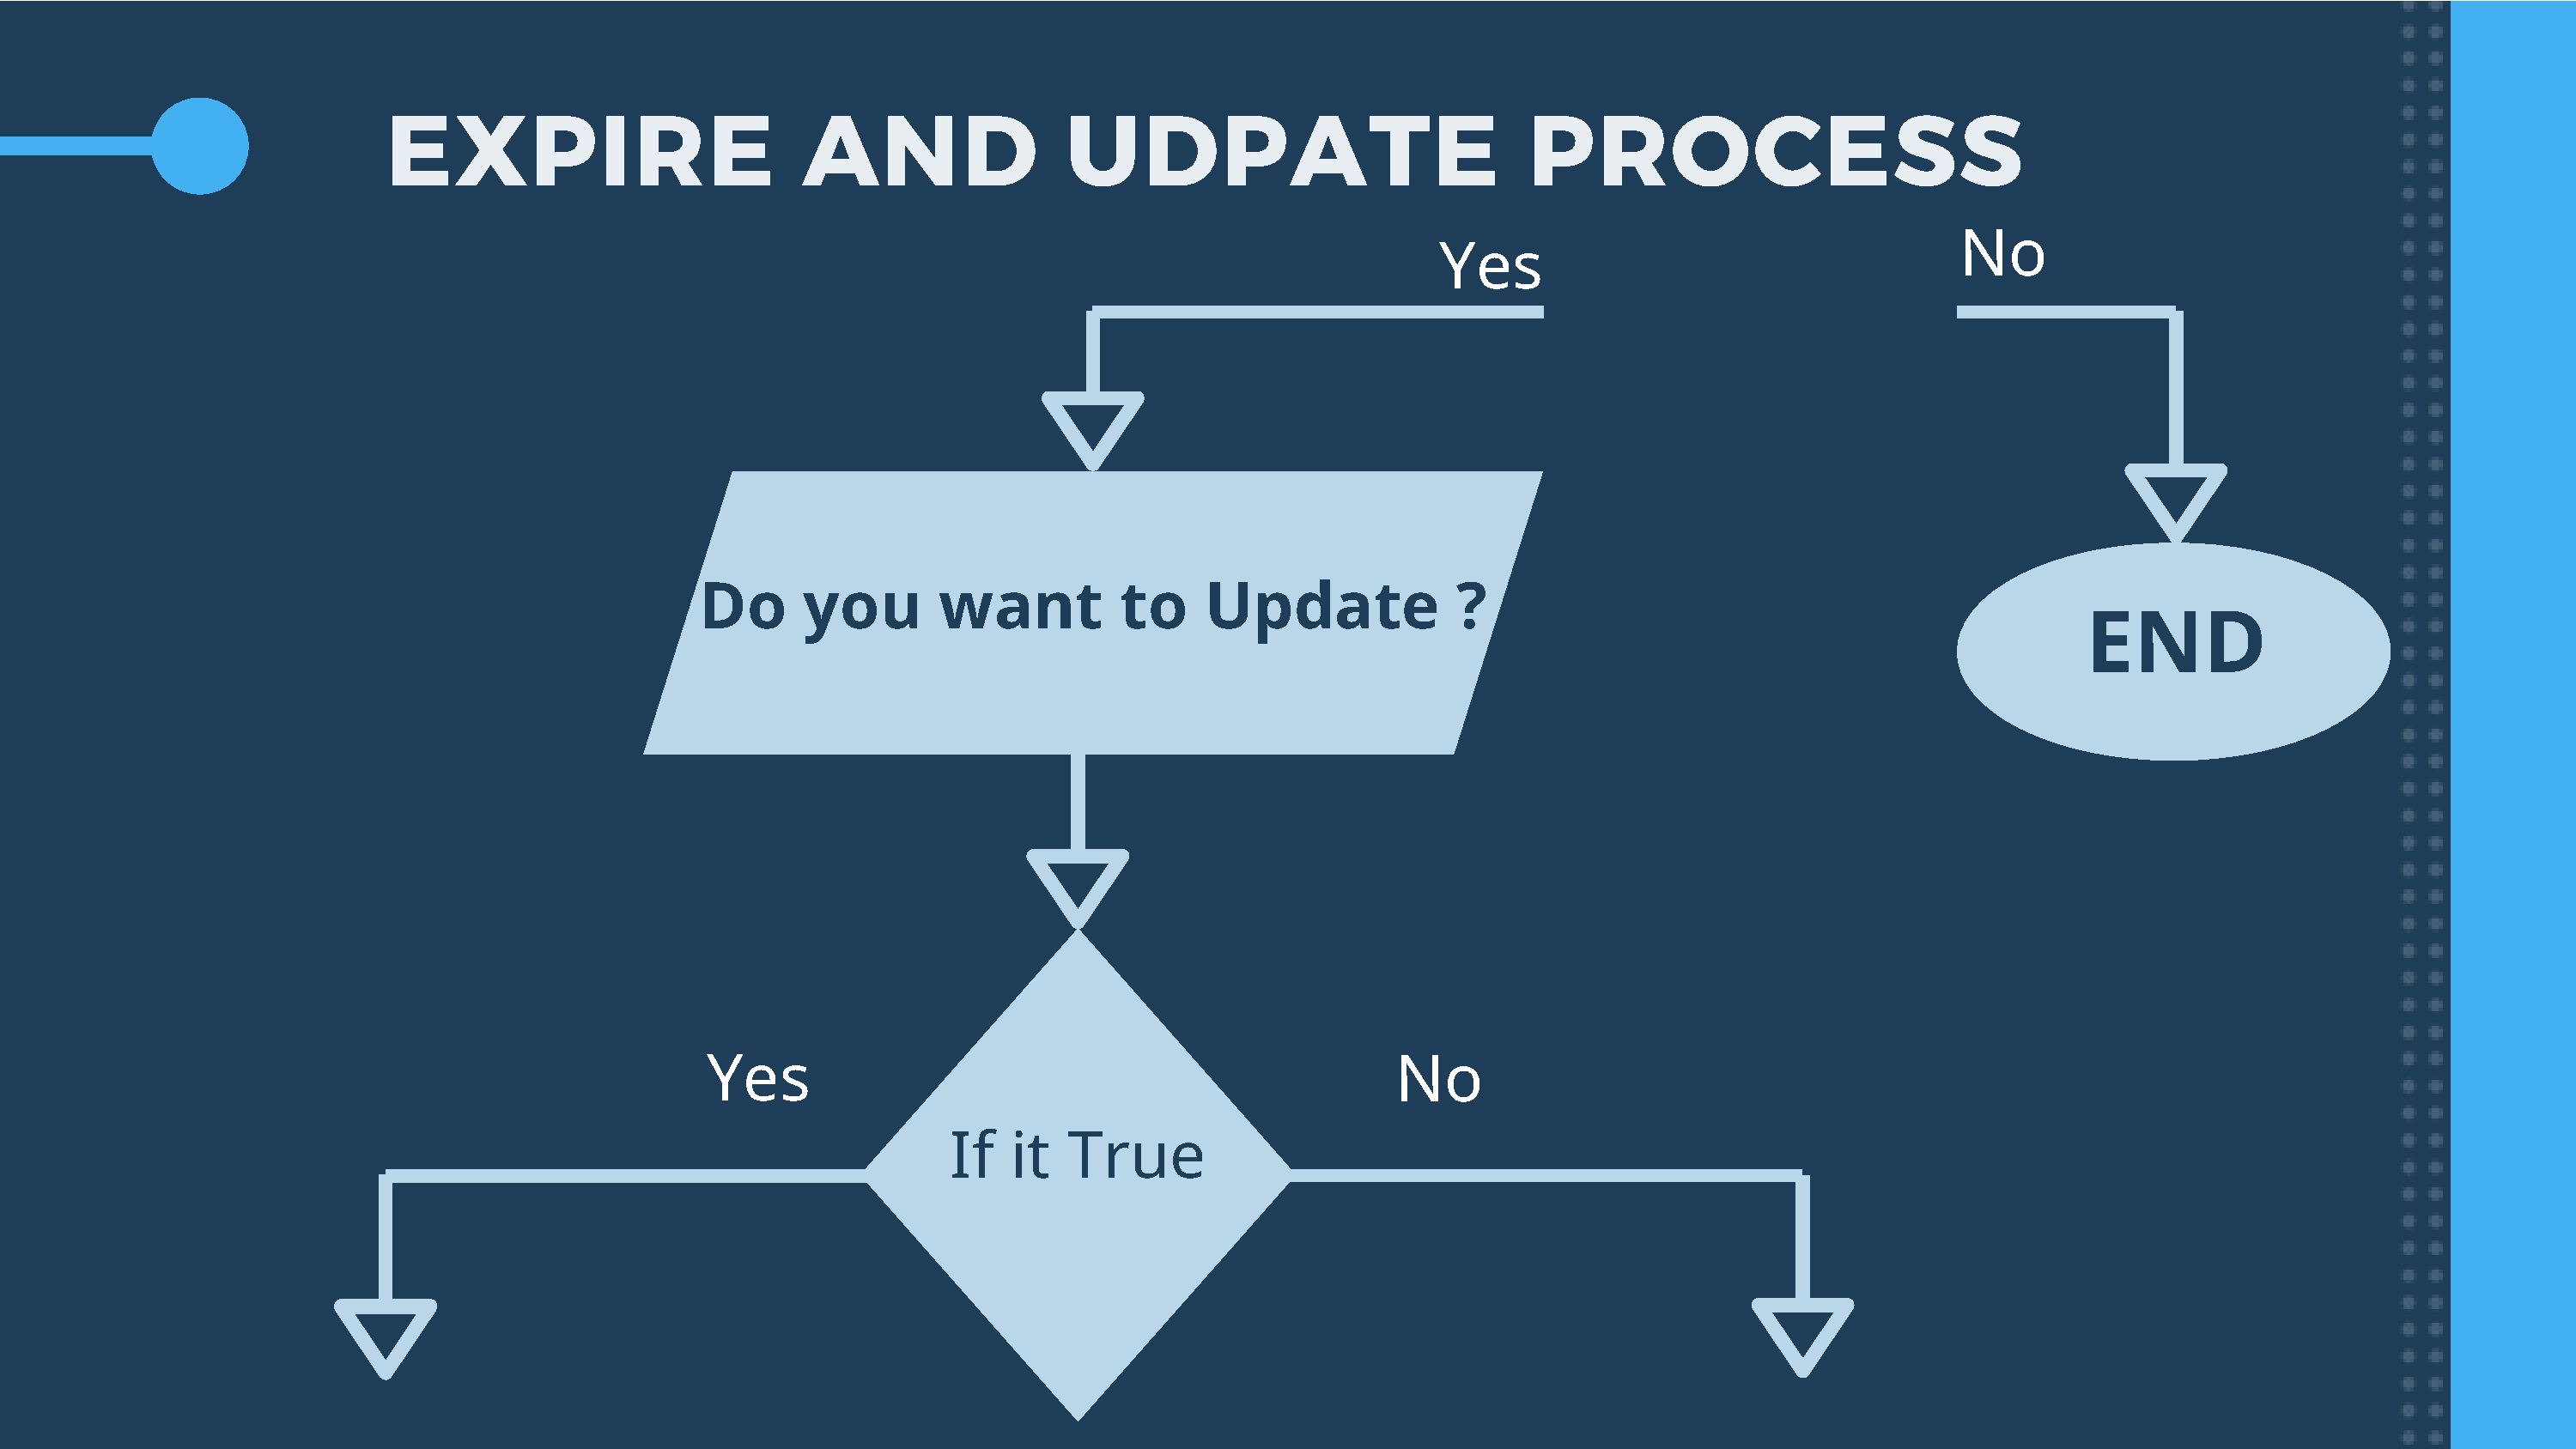 EXPIRE AND UDPATE PROCESS
Yes
No
Do you want to Update ?
END
Yes
No
If it True